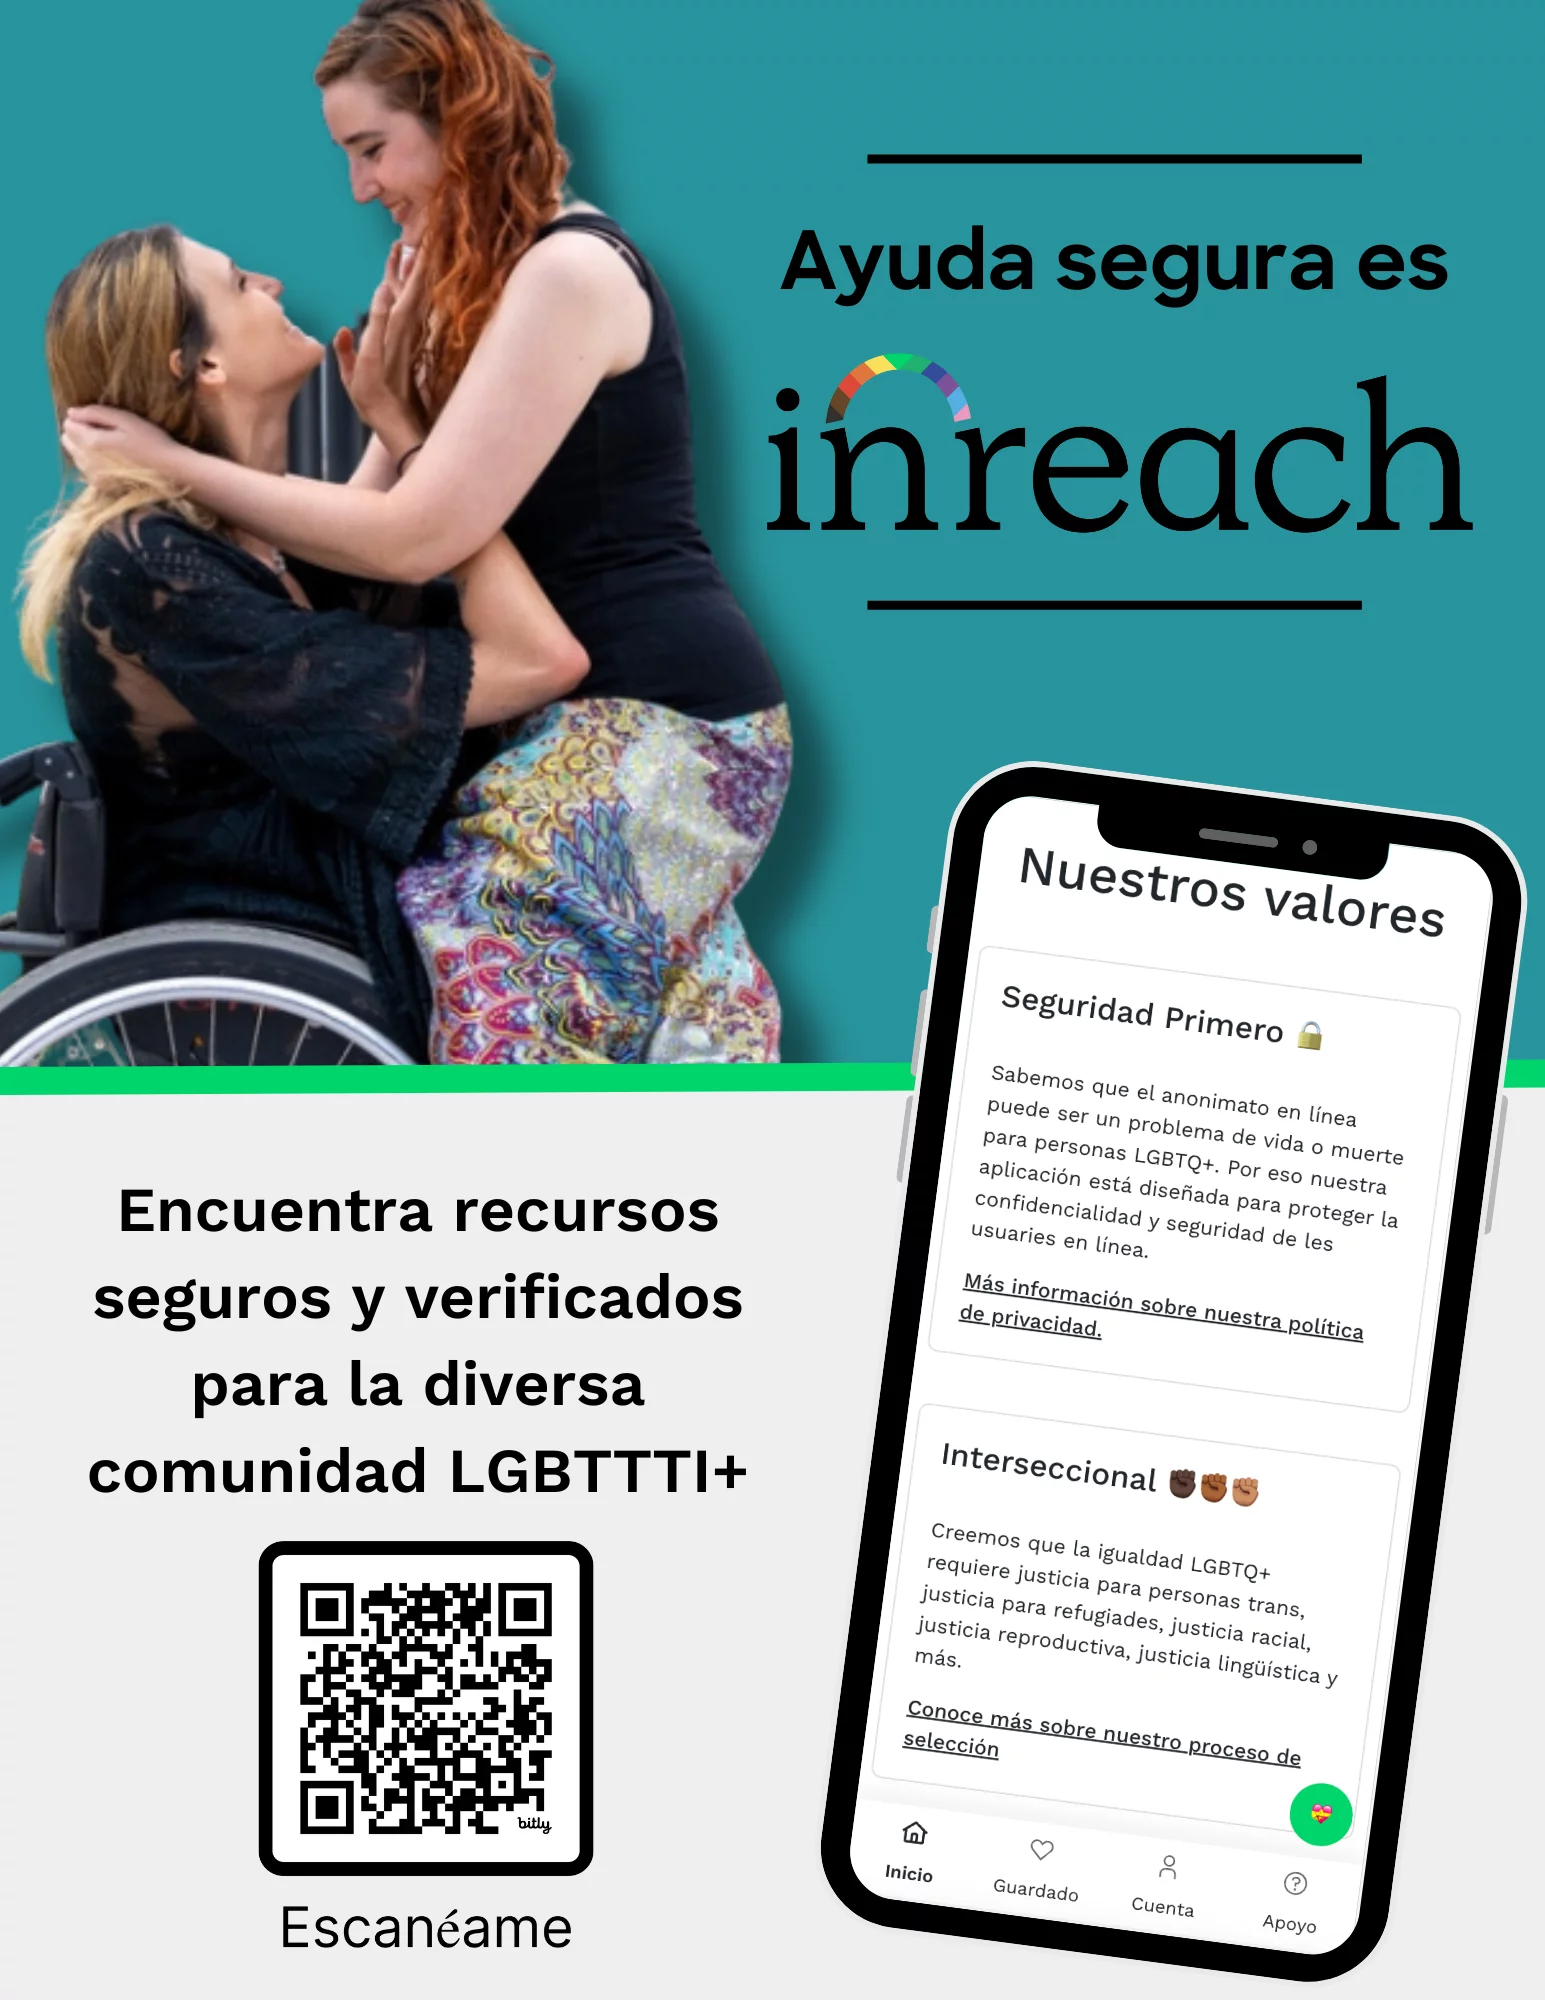 Ayuda segura es
inreach
Nuestros valores
Seguridad Primero 🔒
Sabemos que el anonimato en línea
puede ser un problema de vida o muerte
para personas LGBTQ+. Por eso nuestra
aplicación está diseñada para proteger la
confidencialidad y seguridad de les
usuaries en línea.
Más información sobre nuestra política
de privacidad.
Interseccional ✊🏿✊🏾✊🏽
Creemos que la igualdad LGBTQ+
requiere justicia para personas trans,
justicia para refugiades, justicia racial,
justicia reproductiva, justicia lingüística y
más.
Conoce más sobre nuestro proceso de
selección
Inicio
Guardado
Cuenta
Apoyo
Encuentra recursos
seguros y verificados
para la diversa
comunidad LGBTTTI+
bitly
Escanéame